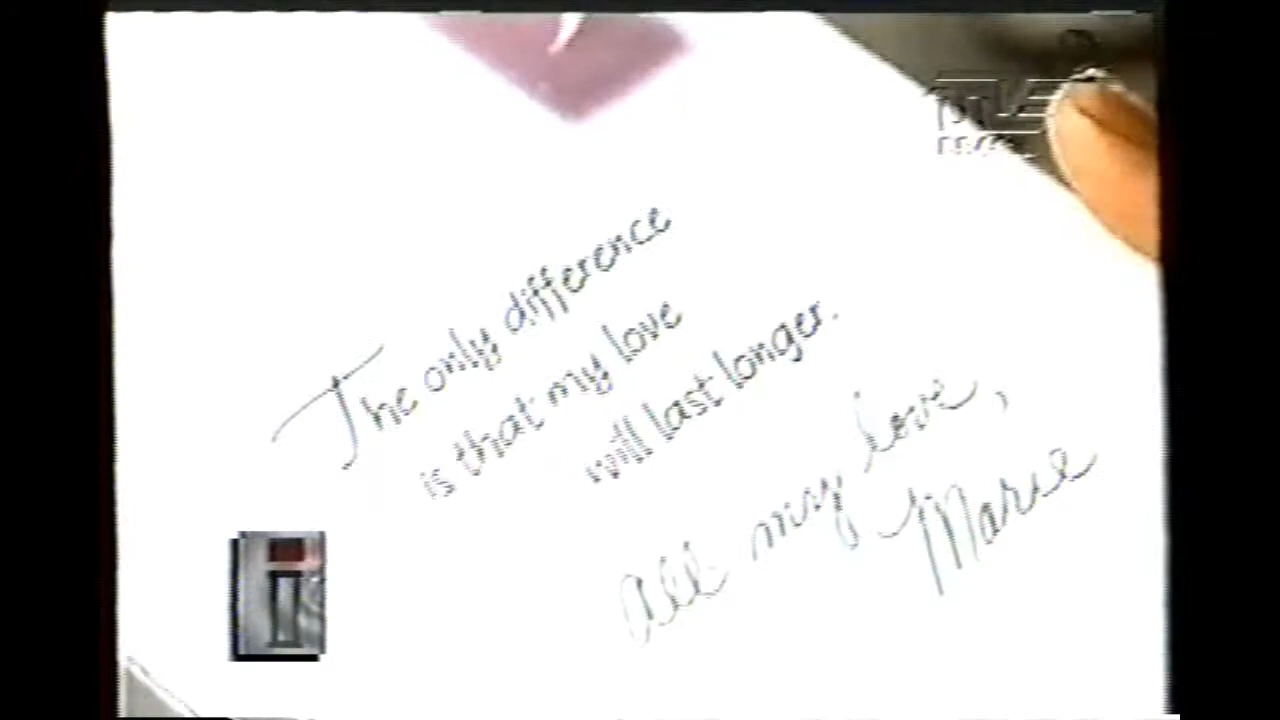 The only difference
is that my love
will last longer.
all my love,
Marie
i